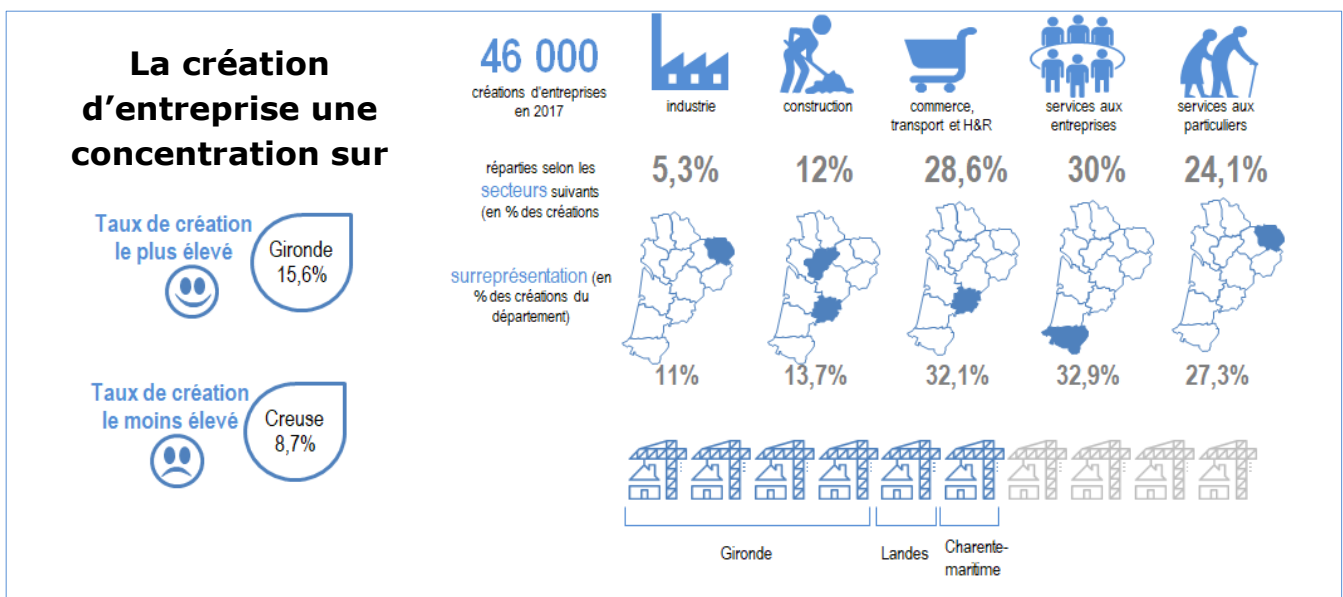 La création
d'entreprise une
concentration sur
Taux de création
le plus élevé
Gironde
15,6%
Taux de création
le moins élevé
Creuse
8,7%
46 000
créations d'entreprises
en 2017
industrie
construction
commerce,
transport et H&R
services aux
entreprises
services aux
particuliers
réparties selon les
secteurs suivants
(en % des créations
5,3%
12%
28,6%
30%
24,1%
surreprésentation (en
% des créations du
département)
11%
13,7%
32,1%
32,9%
27,3%
Gironde
Landes
Charente-
maritime